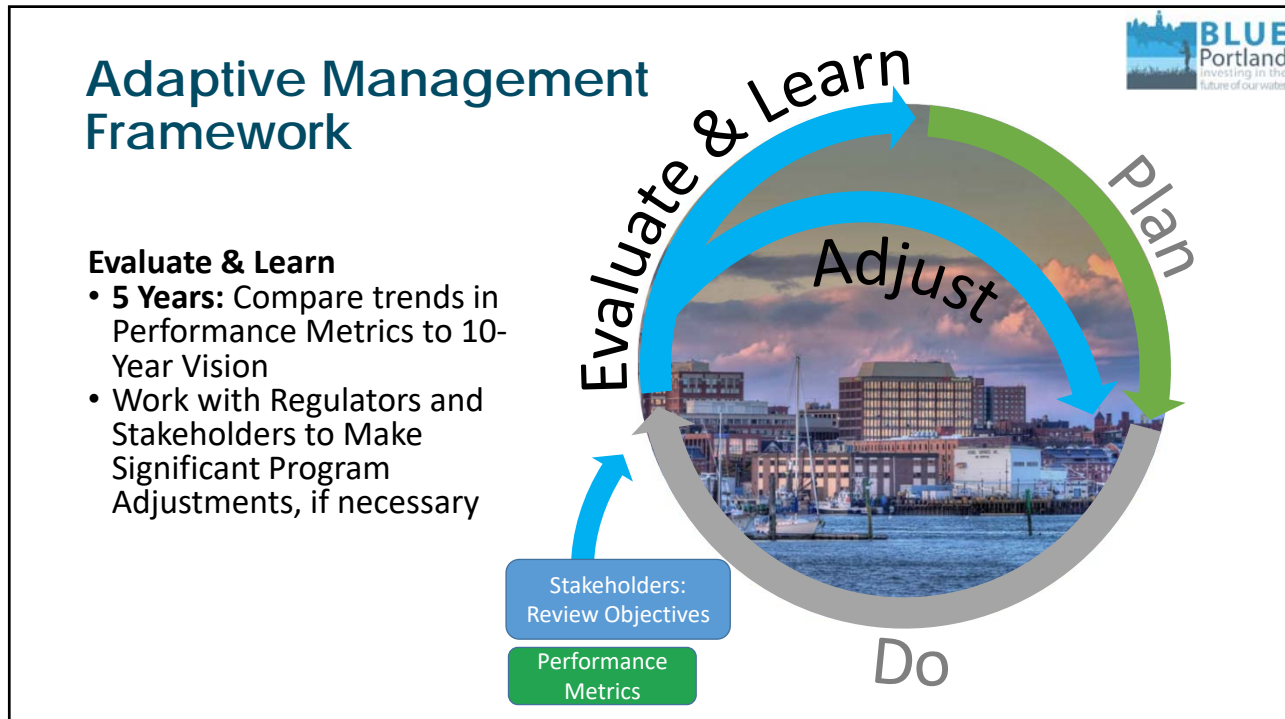 Adaptive Management
Framework
BLUE
Portland
investing in the
future of our water
Evaluate & Learn
• 5 Years: Compare trends in
Performance Metrics to 10-
Year Vision
• Work with Regulators and
Stakeholders to Make
Significant Program
Adjustments, if necessary
Evaluate & Learn
Plan
Adjust
Do
Stakeholders:
Review Objectives
Performance
Metrics